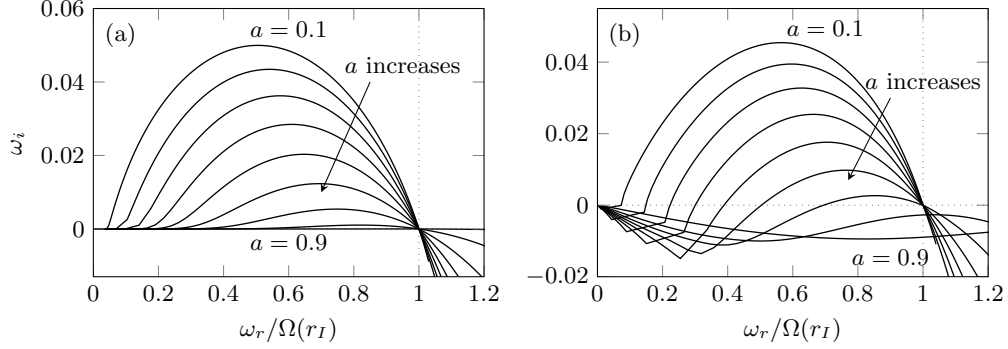 0.06
0.04
0.02
0
ω_i
(a)
a = 0.1
a increases
a = 0.9
0 0.2 0.4 0.6 0.8 1 1.2
ω_r/Ω(r_I)
0.04
0.02
0
−0.02
(b)
a = 0.1
a increases
a = 0.9
0 0.2 0.4 0.6 0.8 1 1.2
ω_r/Ω(r_I)